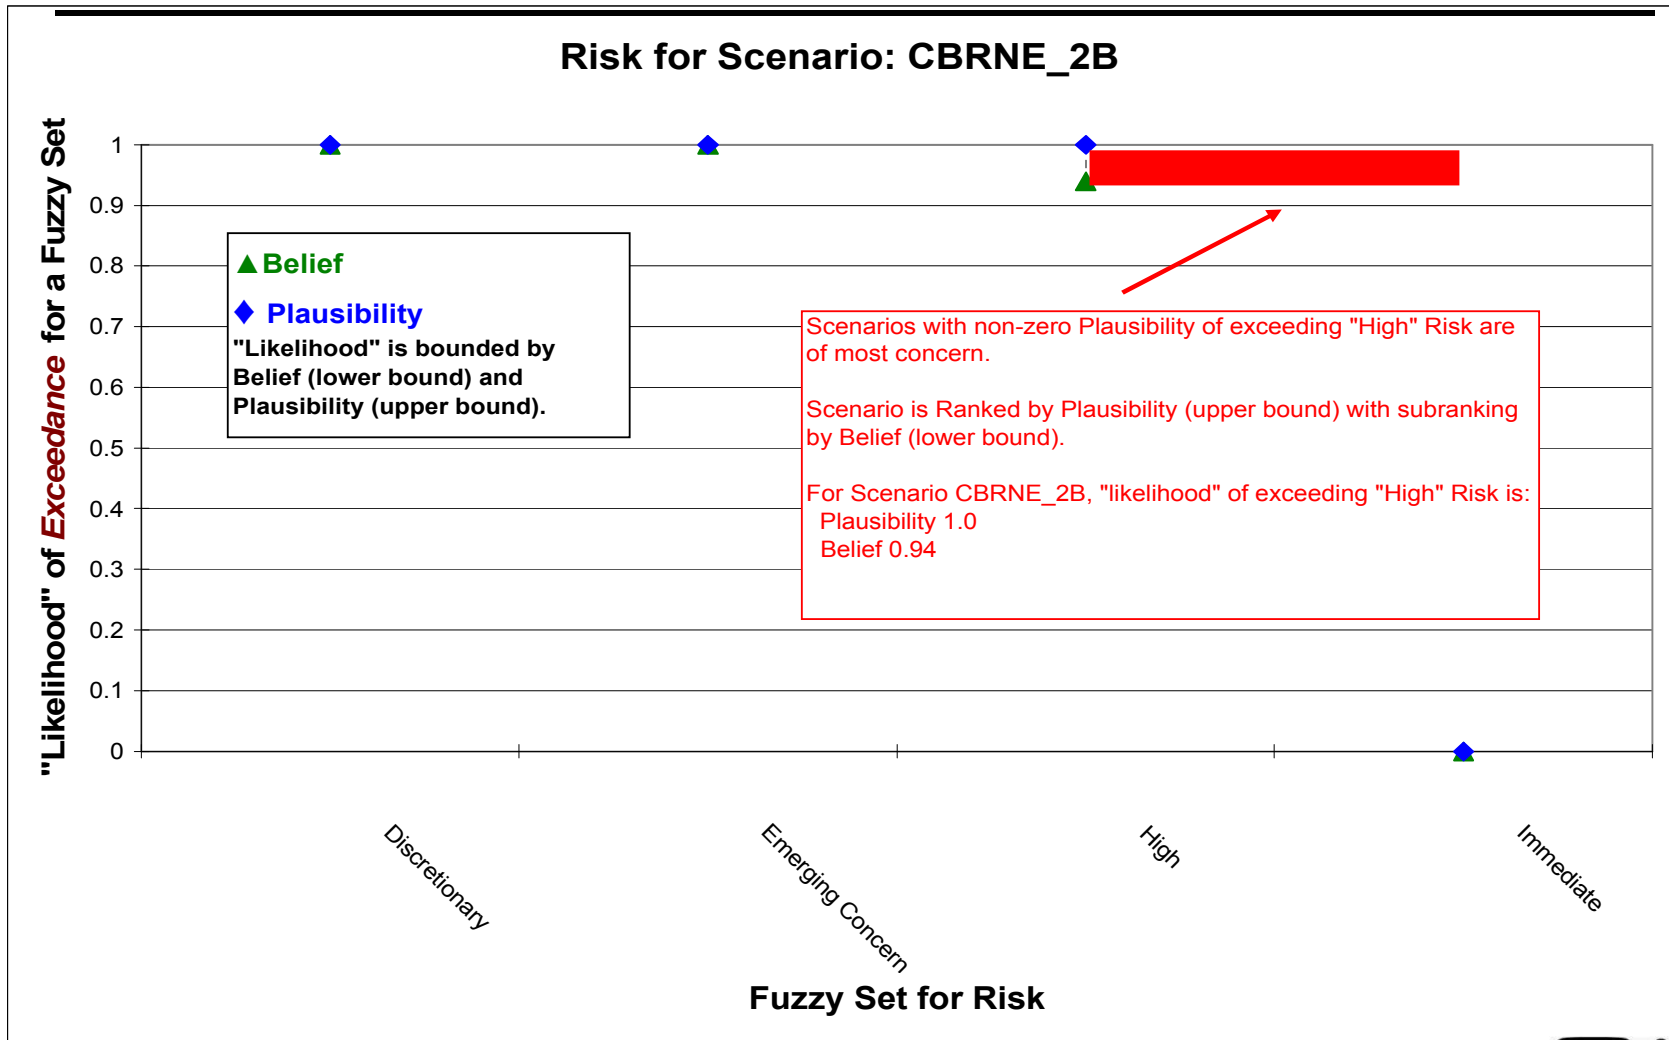 Risk for Scenario: CBRNE_2B
"Likelihood" of Exceedance for a Fuzzy Set
1
0.9
0.8
0.7
0.6
0.5
0.4
0.3
0.2
0.1
0
Belief
Plausibility
"Likelihood" is bounded by
Belief (lower bound) and
Plausibility (upper bound).
Scenarios with non-zero Plausibility of exceeding "High" Risk are
of most concern.
Scenario is Ranked by Plausibility (upper bound) with subranking
by Belief (lower bound).
For Scenario CBRNE_2B, "likelihood" of exceeding "High" Risk is:
Plausibility 1.0
Belief 0.94
Discretionary
Emerging Concern
High
Immediate
Fuzzy Set for Risk